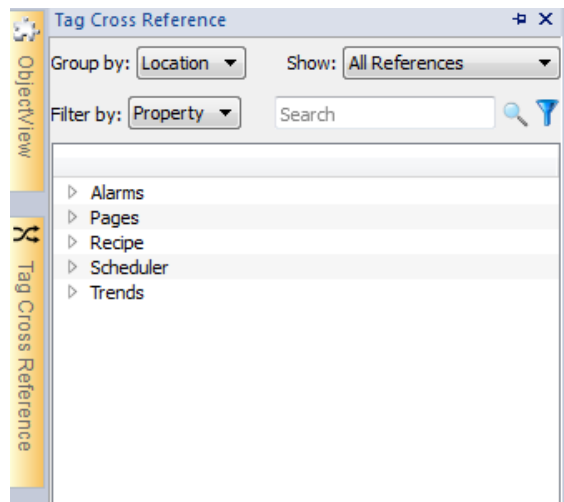 Tag Cross Reference
ObjectView
Group by: Location Show: All References
Filter by: Property Search
Alarms
Pages
Recipe
Scheduler
Trends
Tag Cross Reference